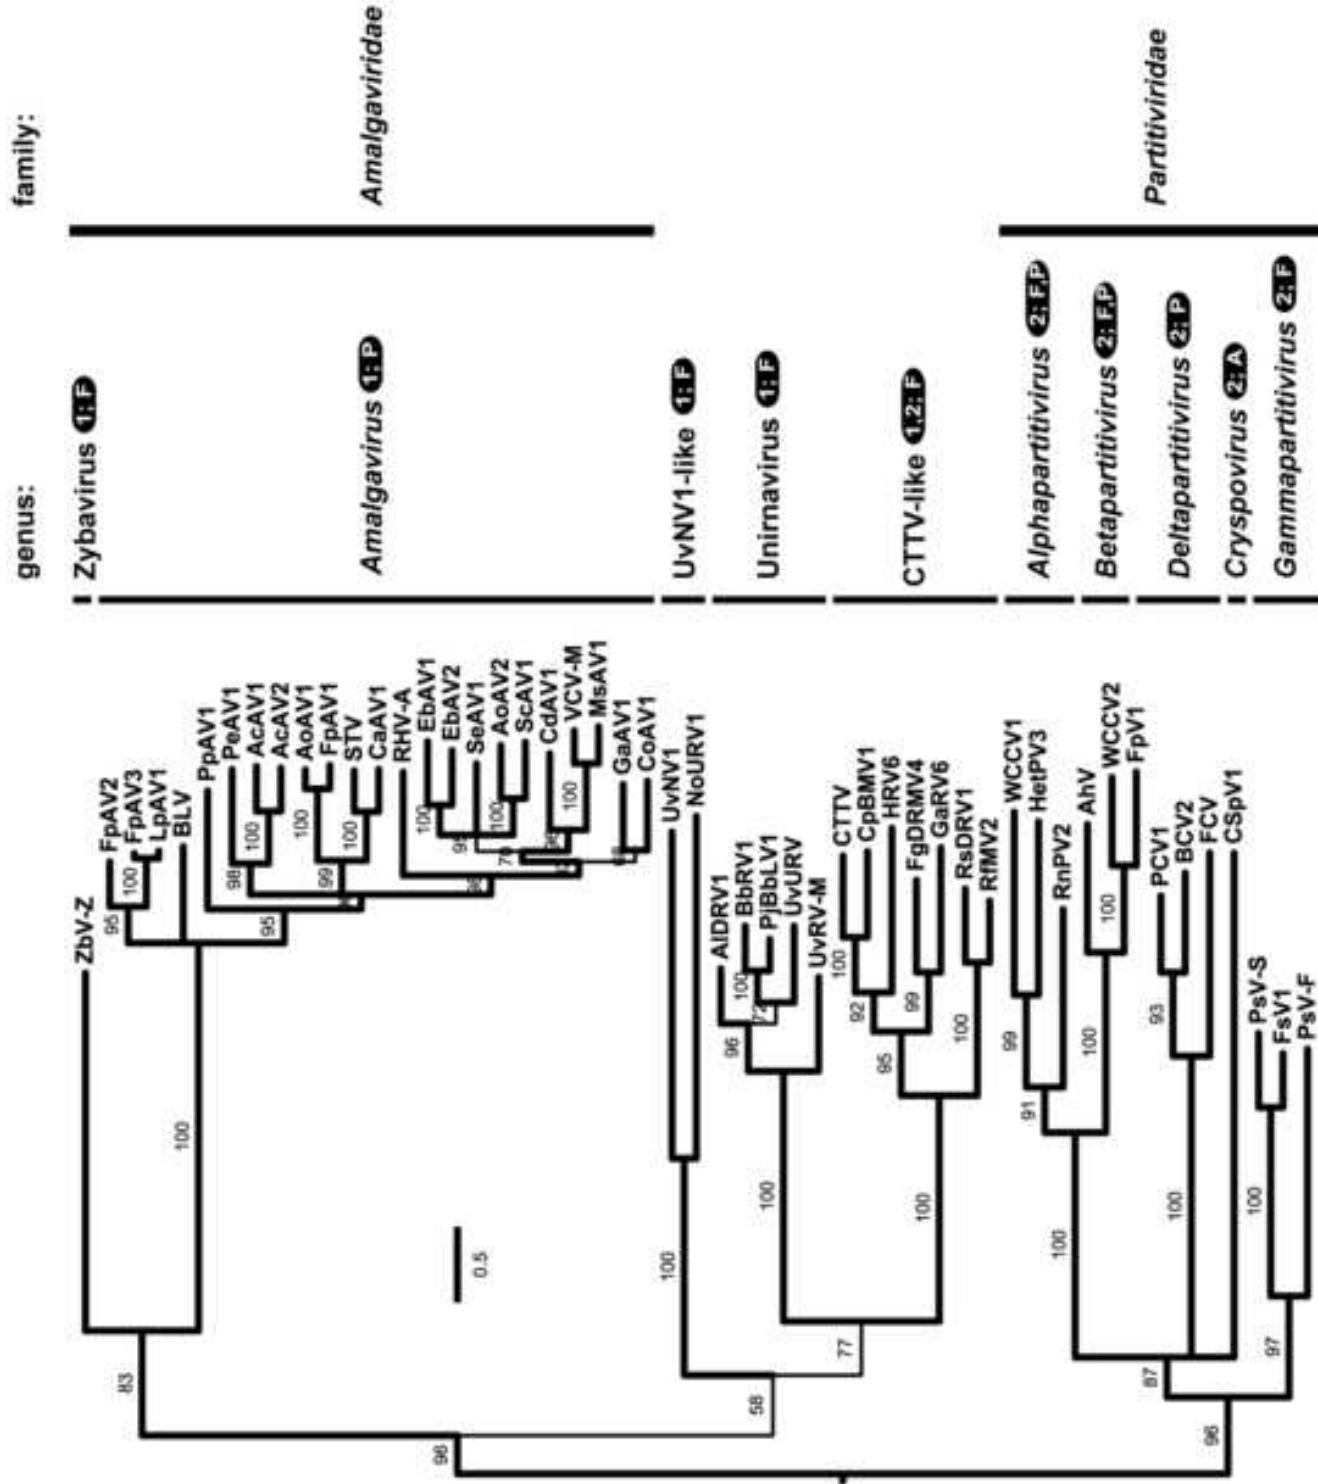 genus:
family:
Zybavirus 1; F
Amalgavirus 1; P
UvNV1-like 1; F
Unirnavirus 1; F
CTTV-like 1,2; F
Alphapartitivirus 2; F,P
Betapartitivirus 2; F,P
Deltapartitivirus 2; P
Cryspovirus 2; A
Gammapartitivirus 2; F
Amalgaviridae
Partitiviridae
ZbV-Z
FpAV2
FpAV3
LpAV1
BLV
PpAV1
PeAV1
AcAV1
AcAV2
AoAV1
FpAV1
STV
CaAV1
RHV-A
EbAV1
EbAV2
SeAV1
AoAV2
ScAV1
CdAV1
VCV-M
MsAV1
GaAV1
CoAV1
UvNV1
NoURV1
AlDRV1
BbRV1
PjBbLV1
UvURV
UvRV-M
CTTV
CpBMV1
HRV6
FgDRMV4
GaRV6
RsDRV1
RfMV2
WCCV1
HetPV3
RnPV2
AhV
WCCV2
FpV1
PCV1
BCV2
FCV
CSpV1
PsV-S
FsV1
PsV-F
95
100
95
98
100
100
99
100
100
100
100
100
83
96
58
100
77
100
96
100
72
100
95
92
100
99
100
100
91
99
100
100
87
100
93
96
97
100
0.5